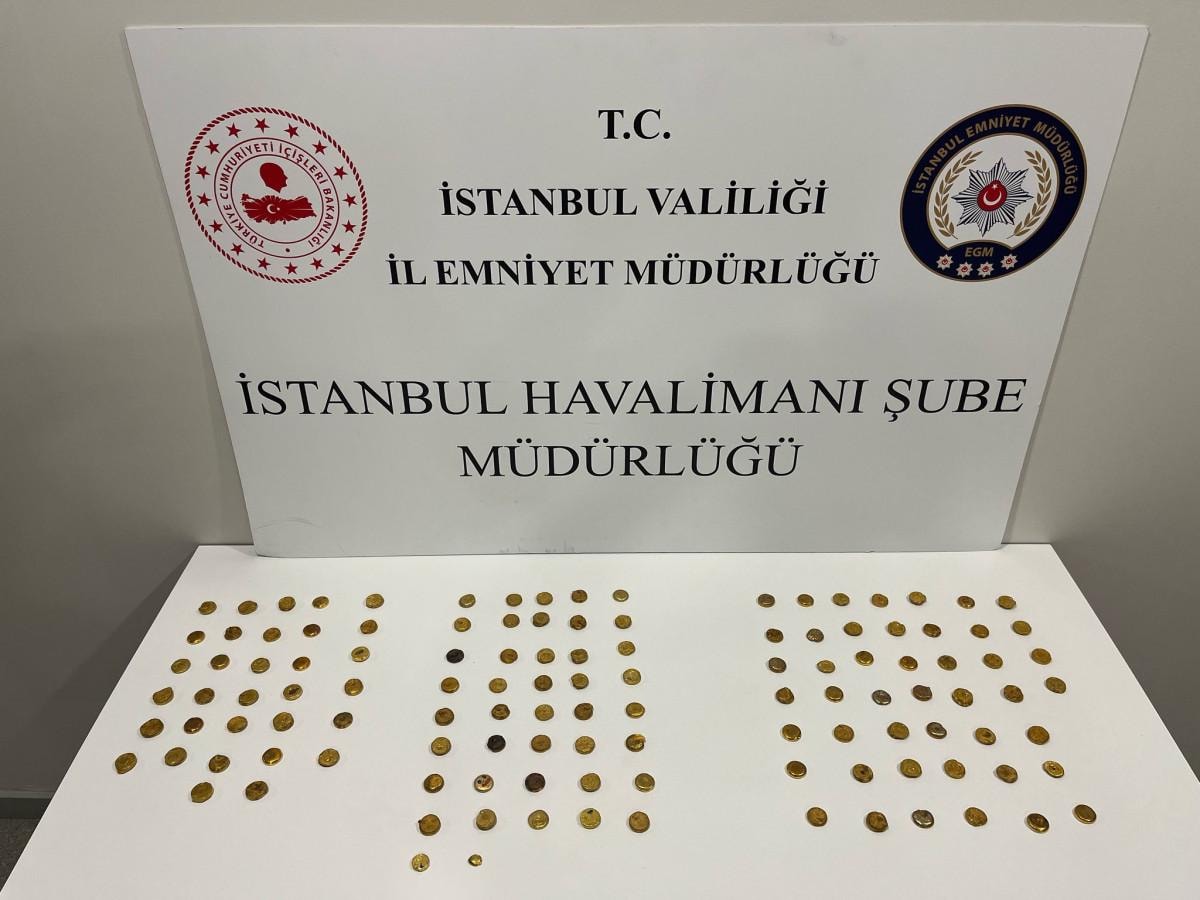 TÜRKİYE CUMHURİYETİ İÇİŞLERİ BAKANLIĞI
T.C.
İSTANBUL VALİLİĞİ
İL EMNİYET MÜDÜRLÜĞÜ
İSTANBUL EMNİYET MÜDÜRLÜĞÜ
EGM
İSTANBUL HAVALİMANI ŞUBE
MÜDÜRLÜĞÜ